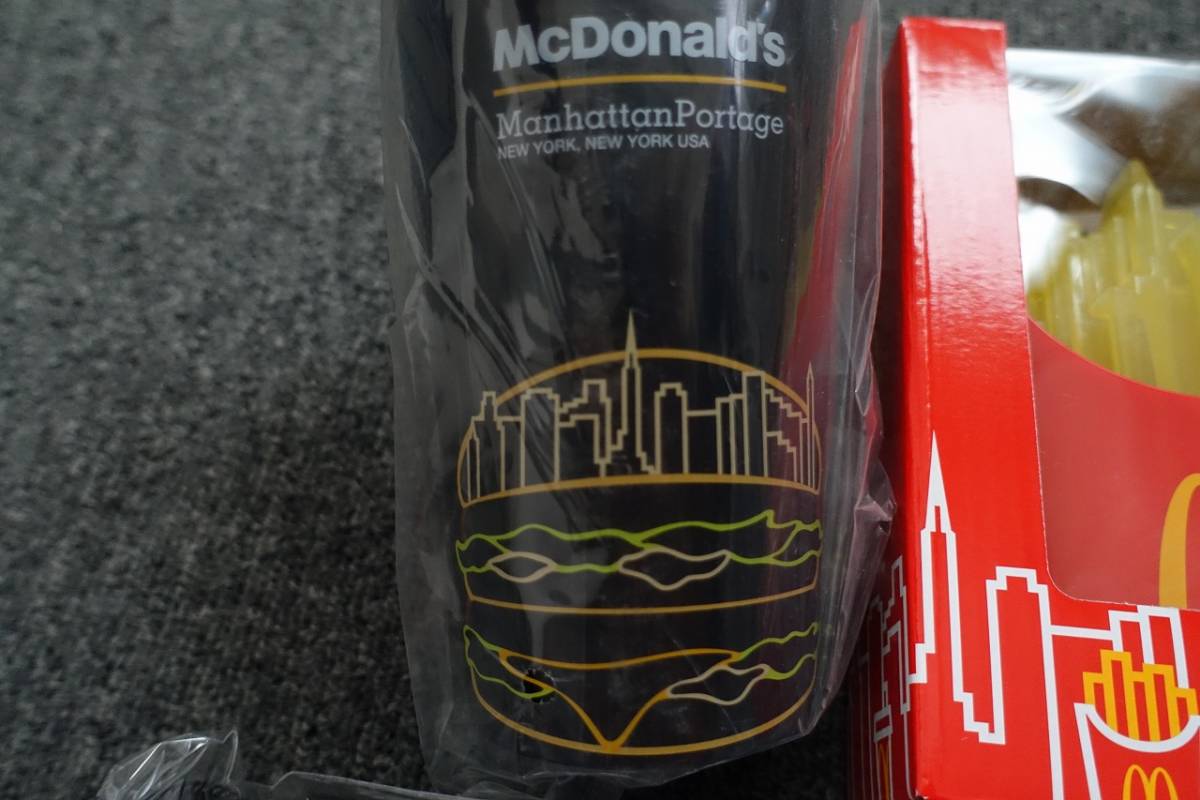 McDonald's
ManhattanPortage
NEW YORK, NEW YORK USA